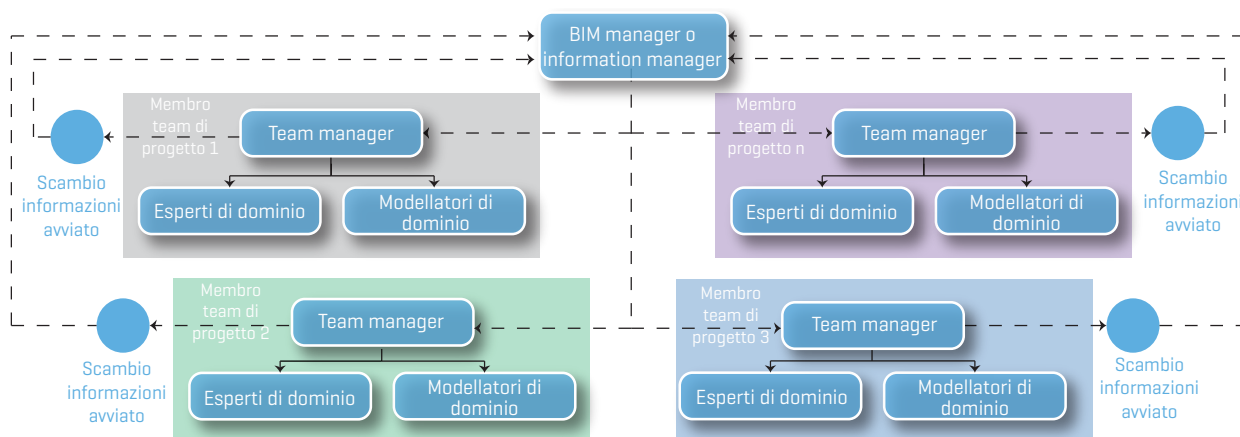 BIM manager o
information manager
Membro
team di
progetto 1
Team manager
Esperti di dominio
Modellatori di
dominio
Scambio
informazioni
avviato
Membro
team di
progetto n
Team manager
Esperti di dominio
Modellatori di
dominio
Scambio
informazioni
avviato
Membro
team di
progetto 2
Team manager
Esperti di dominio
Modellatori di
dominio
Scambio
informazioni
avviato
Membro
team di
progetto 3
Team manager
Esperti di dominio
Modellatori di
dominio
Scambio
informazioni
avviato